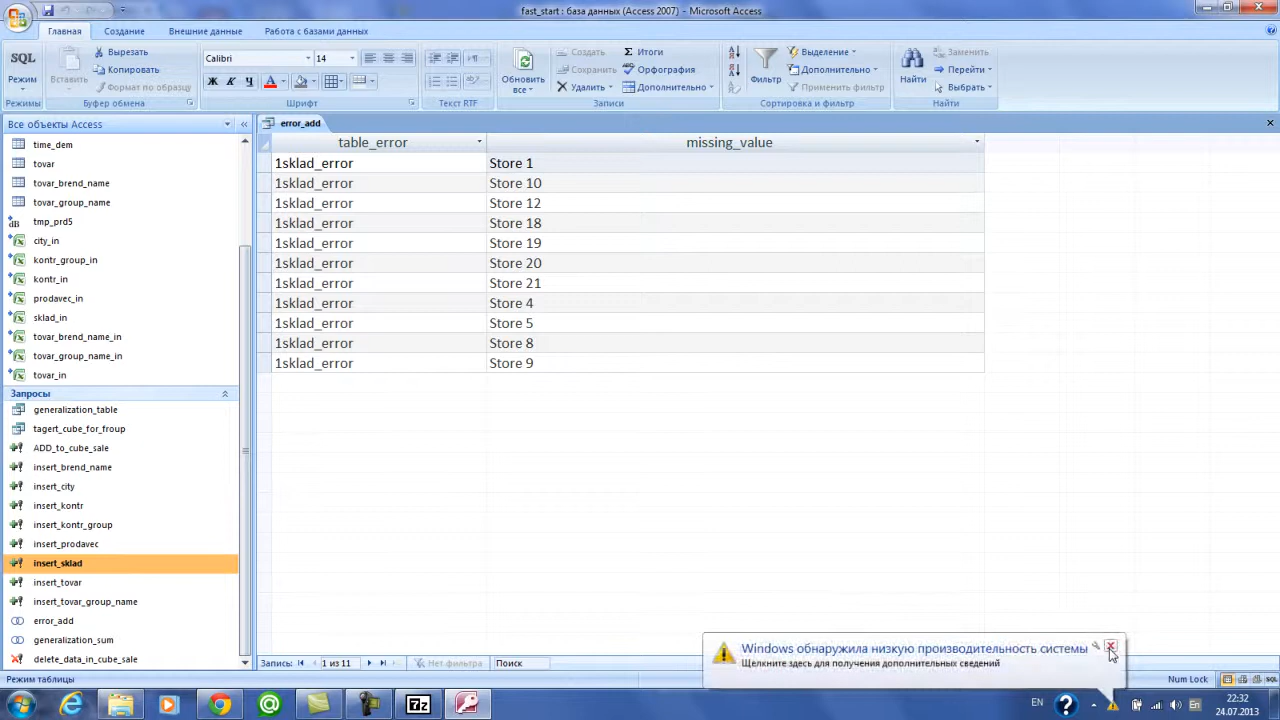 fast_start : база данных (Access 2007) - Microsoft Access
Главная Создание Внешние данные Работа с базами данных
SQL
Режим
Режимы
Вставить
Вырезать
Копировать
Формат по образцу
Буфер обмена
Calibri 14
Ж К Ч A
Шрифт
Текст RTF
Обновить все
Создать
Сохранить
Удалить
Итоги
Орфография
Дополнительно
Записи
Фильтр
Выделение
Дополнительно
Применить фильтр
Сортировка и фильтр
Найти
Заменить
Перейти
Выбрать
Найти
Все объекты Access
time_dem
tovar
tovar_brend_name
tovar_group_name
tmp_prd5
city_in
kontr_group_in
kontr_in
prodavec_in
sklad_in
tovar_brend_name_in
tovar_group_name_in
tovar_in
Запросы
generalization_table
tagert_cube_for_froup
ADD_to_cube_sale
insert_brend_name
insert_city
insert_kontr
insert_kontr_group
insert_prodavec
insert_sklad
insert_tovar
insert_tovar_group_name
error_add
generalization_sum
delete_data_in_cube_sale
error_add
table_error missing_value
1sklad_error Store 1
1sklad_error Store 10
1sklad_error Store 12
1sklad_error Store 18
1sklad_error Store 19
1sklad_error Store 20
1sklad_error Store 21
1sklad_error Store 4
1sklad_error Store 5
1sklad_error Store 8
1sklad_error Store 9
Запись: 1 из 11 Нет фильтра Поиск
Windows обнаружила низкую производительность системы
Щелкните здесь для получения дополнительных сведений
Режим таблицы
Num Lock
SQL
7z
EN
En
22:32
24.07.2013